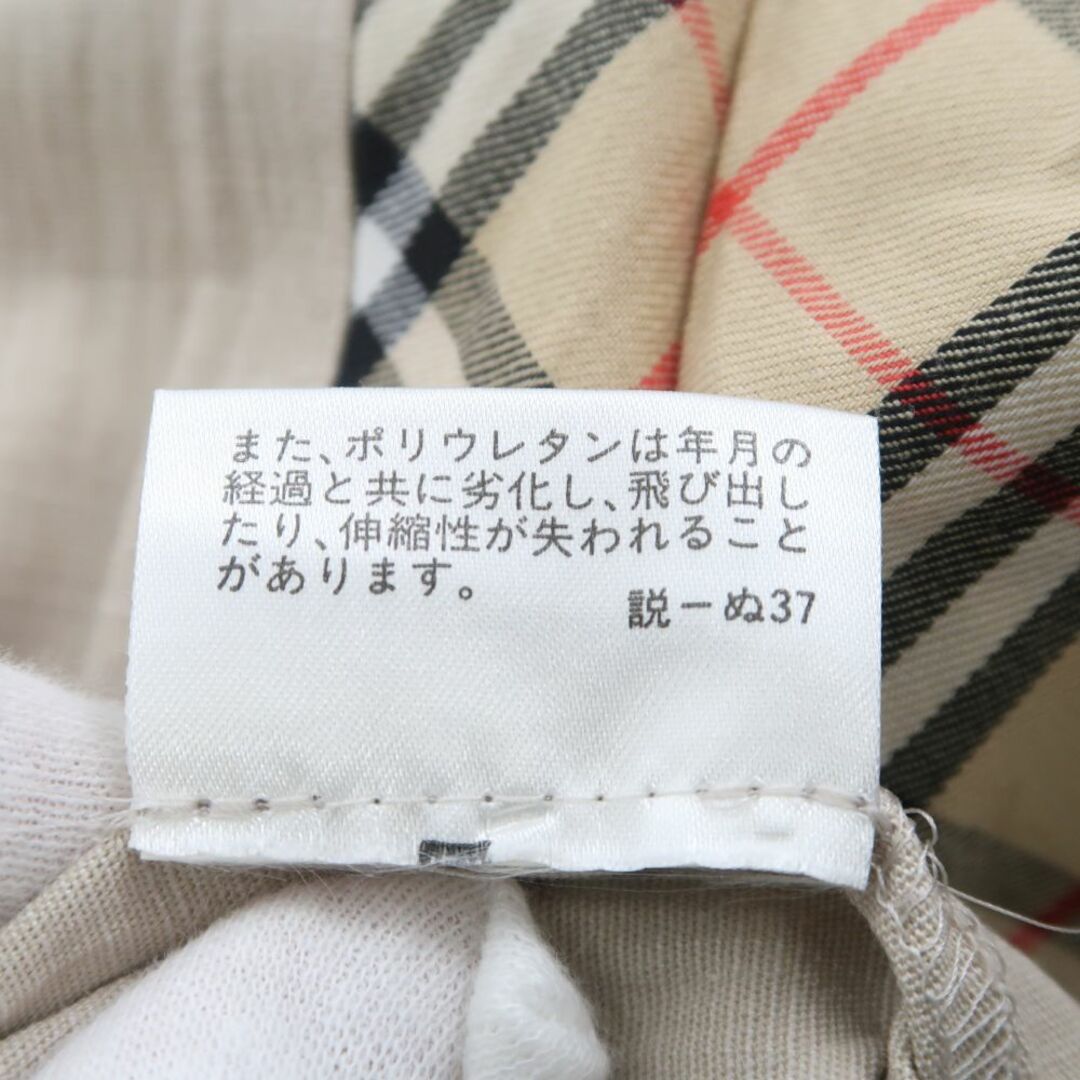 また、ポリウレタンは年月の
経過と共に劣化し、飛び出し
たり、伸縮性が失われること
があります。
説ーぬ37